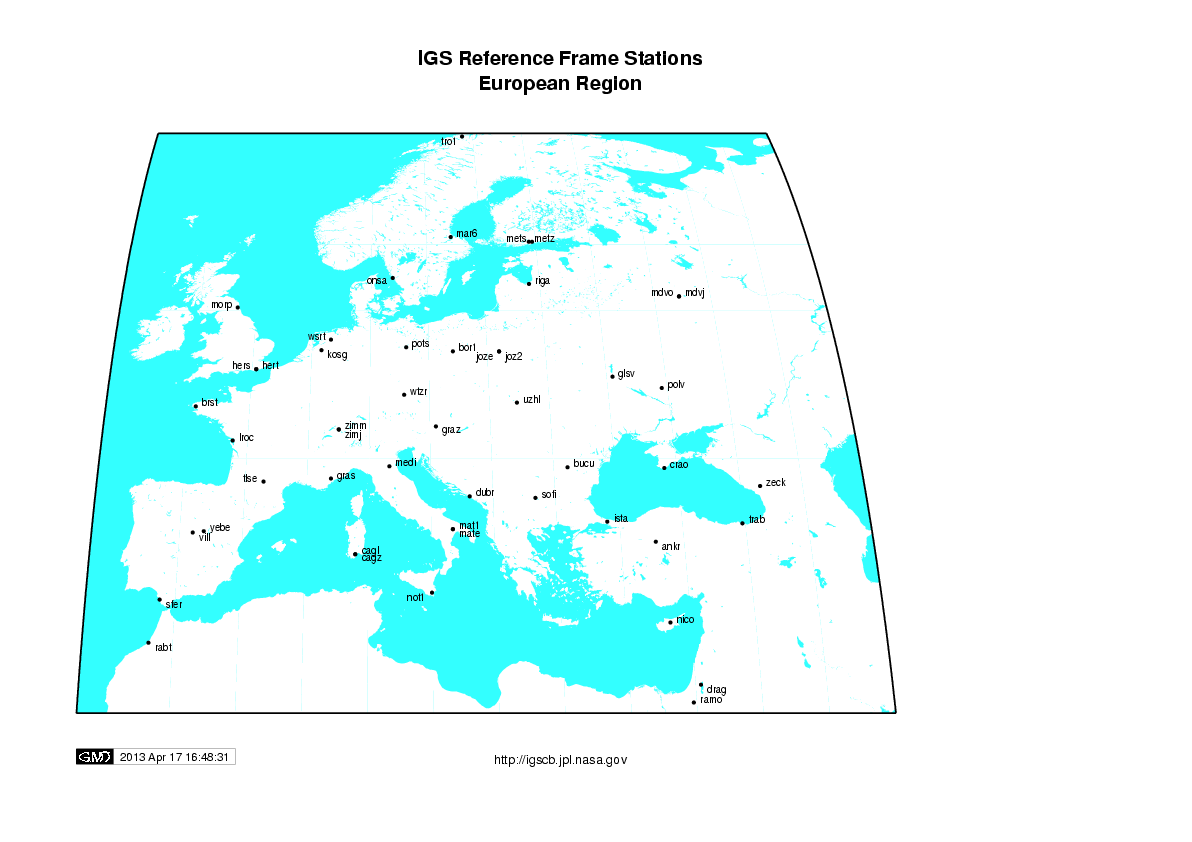 IGS Reference Frame Stations
European Region
tro1
mar6
mets metz
onsa
riga
morp
mdvo mdvj
wsrt
kosg
pots
bor1
joze joz2
hers hert
glsv
polv
brst
wtzr
uzhl
zimm
zimj
graz
lroc
medi
bucu
crao
tlse
gras
zeck
dubr
sofi
ista
trab
yebe
vill
mat1
mate
ankr
cagl
cagz
not1
sfer
nico
rabt
drag
ramo
GMD 2013 Apr 17 16:48:31
http://igscb.jpl.nasa.gov